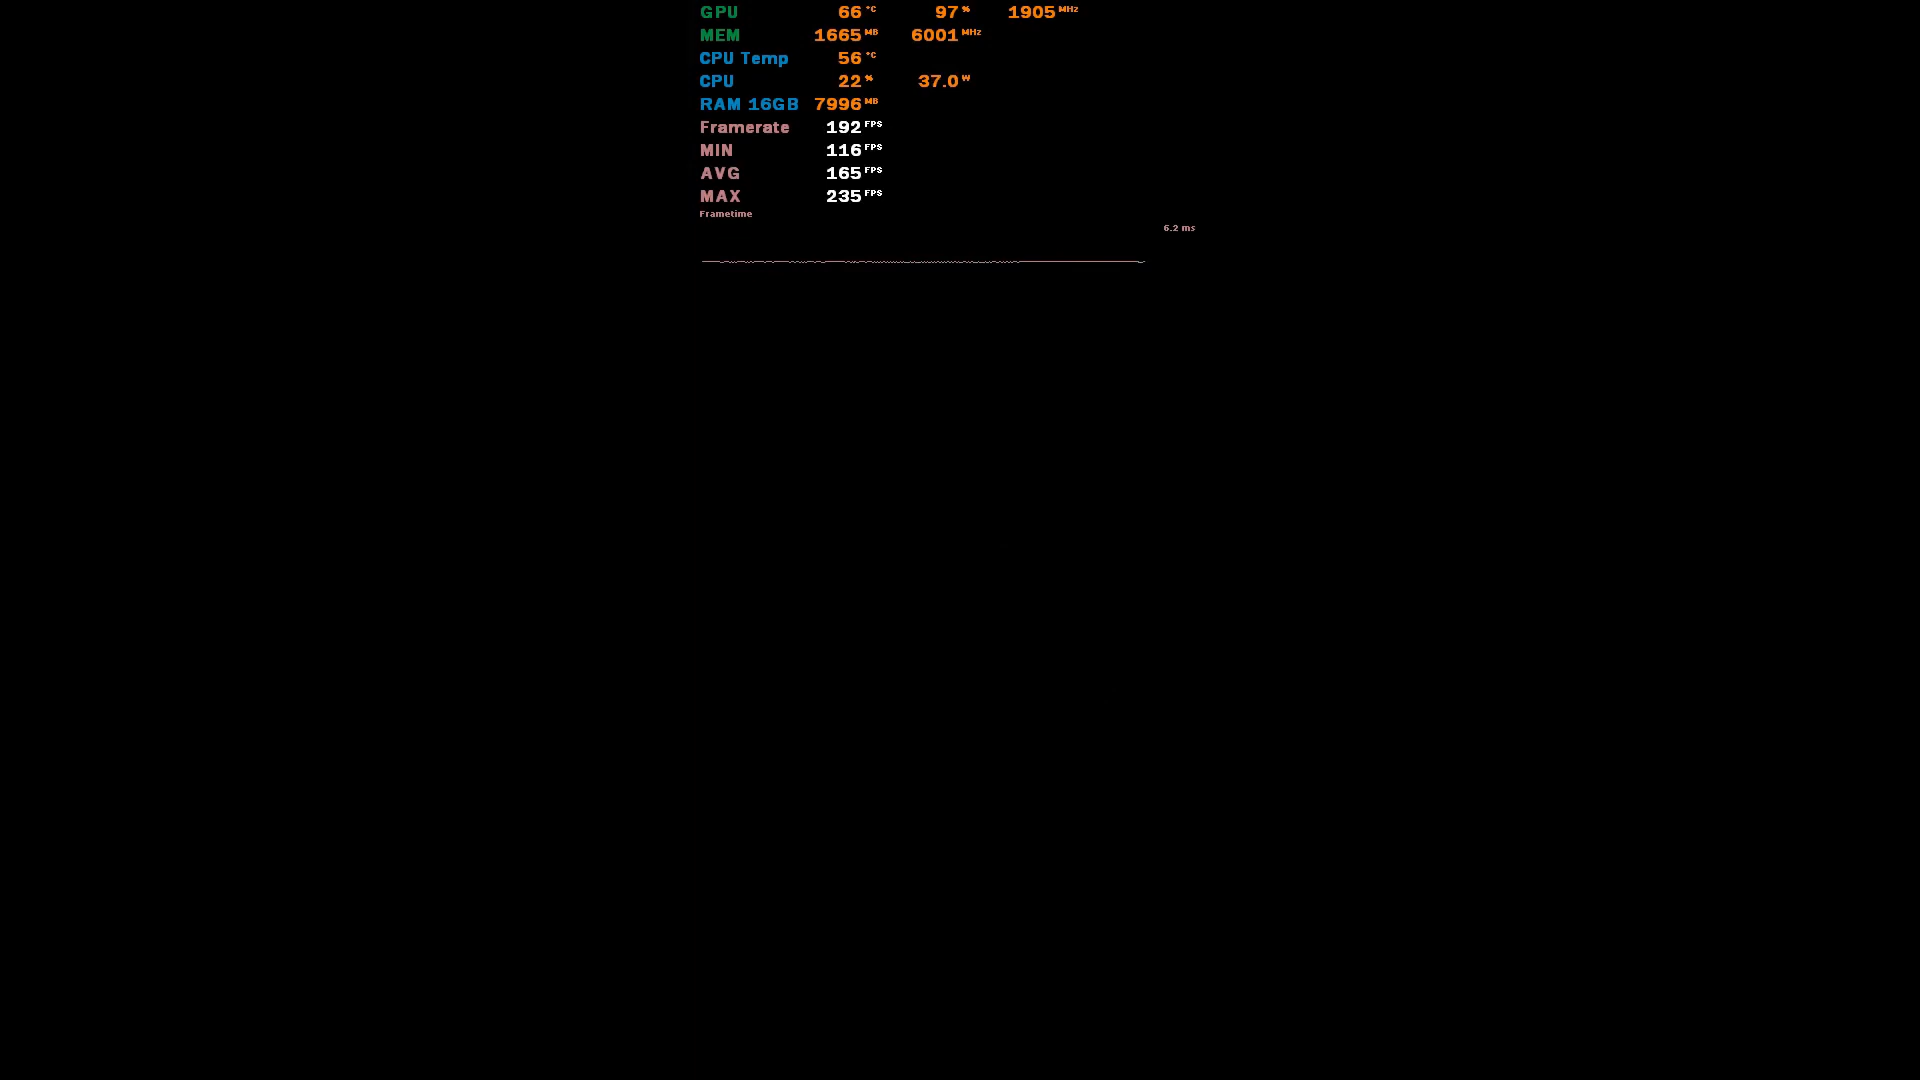 GPU 66 °C 97 % 1905 MHz
MEM 1665 MB 6001 MHz
CPU Temp 56 °C
CPU 22 % 37.0 W
RAM 16GB 7996 MB
Framerate 192 FPS
MIN 116 FPS
AVG 165 FPS
MAX 235 FPS
Frametime
6.2 ms